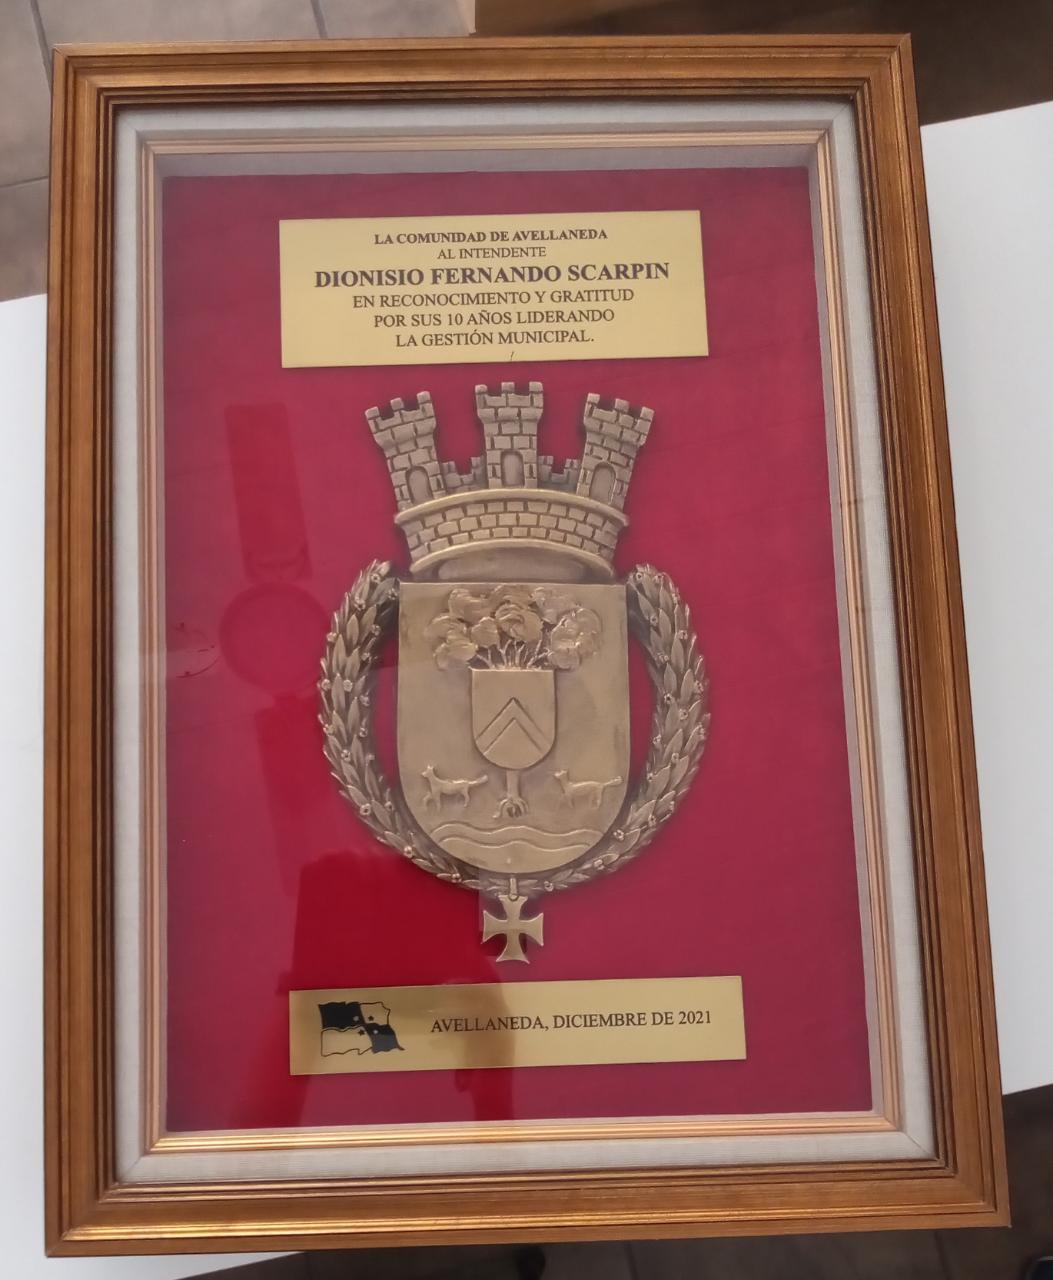 LA COMUNIDAD DE AVELLANEDA
AL INTENDENTE
DIONISIO FERNANDO SCARPIN
EN RECONOCIMIENTO Y GRATITUD
POR SUS 10 AÑOS LIDERANDO
LA GESTIÓN MUNICIPAL.
AVELLANEDA, DICIEMBRE DE 2021